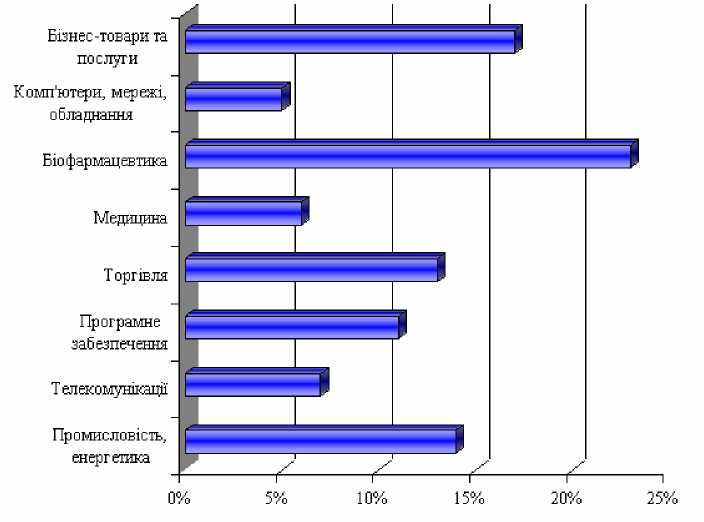 Бізнес-товари та
послуги
Комп'ютери, мережі,
обладнання
Біофармацевтика
Медицина
Торгівля
Програмне
забезпечення
Телекомунікації
Промисловість,
енергетика
0% 5% 10% 15% 20% 25%